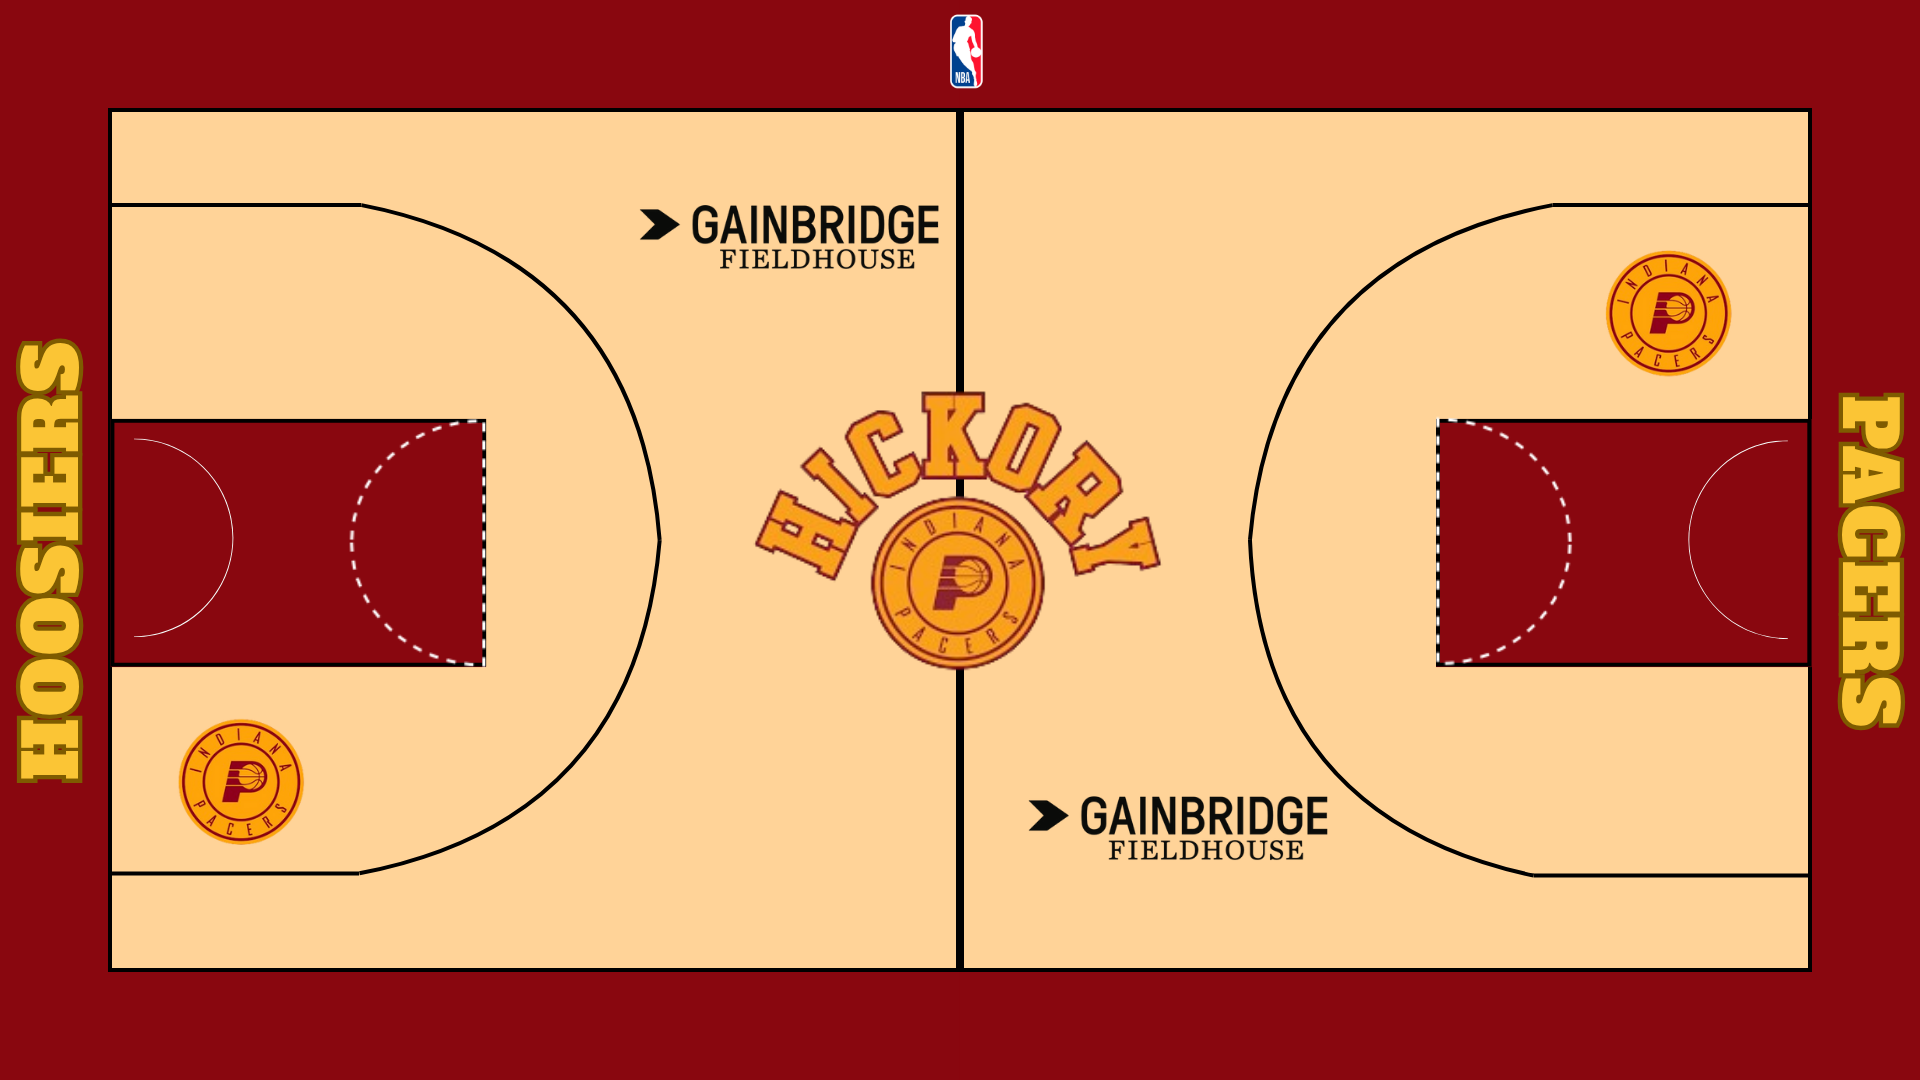 NBA
GAINBRIDGE
FIELDHOUSE
INDIANA
PACERS
HOOSIERS
HICKORY
INDIANA
PACERS
PACERS
INDIANA
PACERS
GAINBRIDGE
FIELDHOUSE